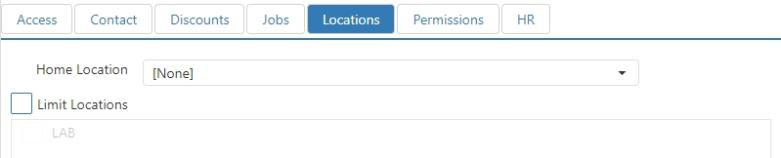 Access Contact Discounts Jobs Locations Permissions HR
Home Location [None]
Limit Locations
LAB